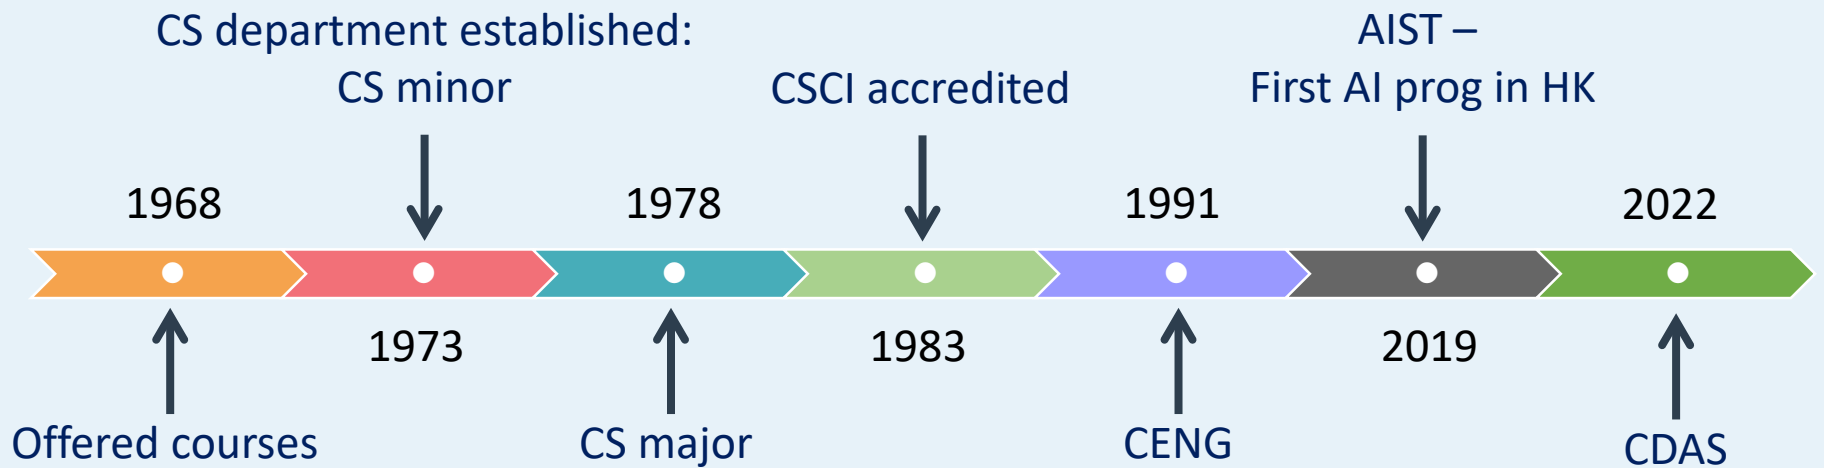 CS department established:
CS minor
CSCI accredited
AIST –
First AI prog in HK
1968
1978
1991
2022
1973
1983
2019
Offered courses
CS major
CENG
CDAS